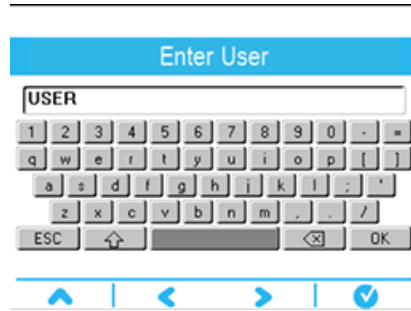 Enter User
USER
1 2 3 4 5 6 7 8 9 0 - =
q w e r t y u i o p [ ]
a s d f g h j k l ; '
z x c v b n m , . /
ESC OK